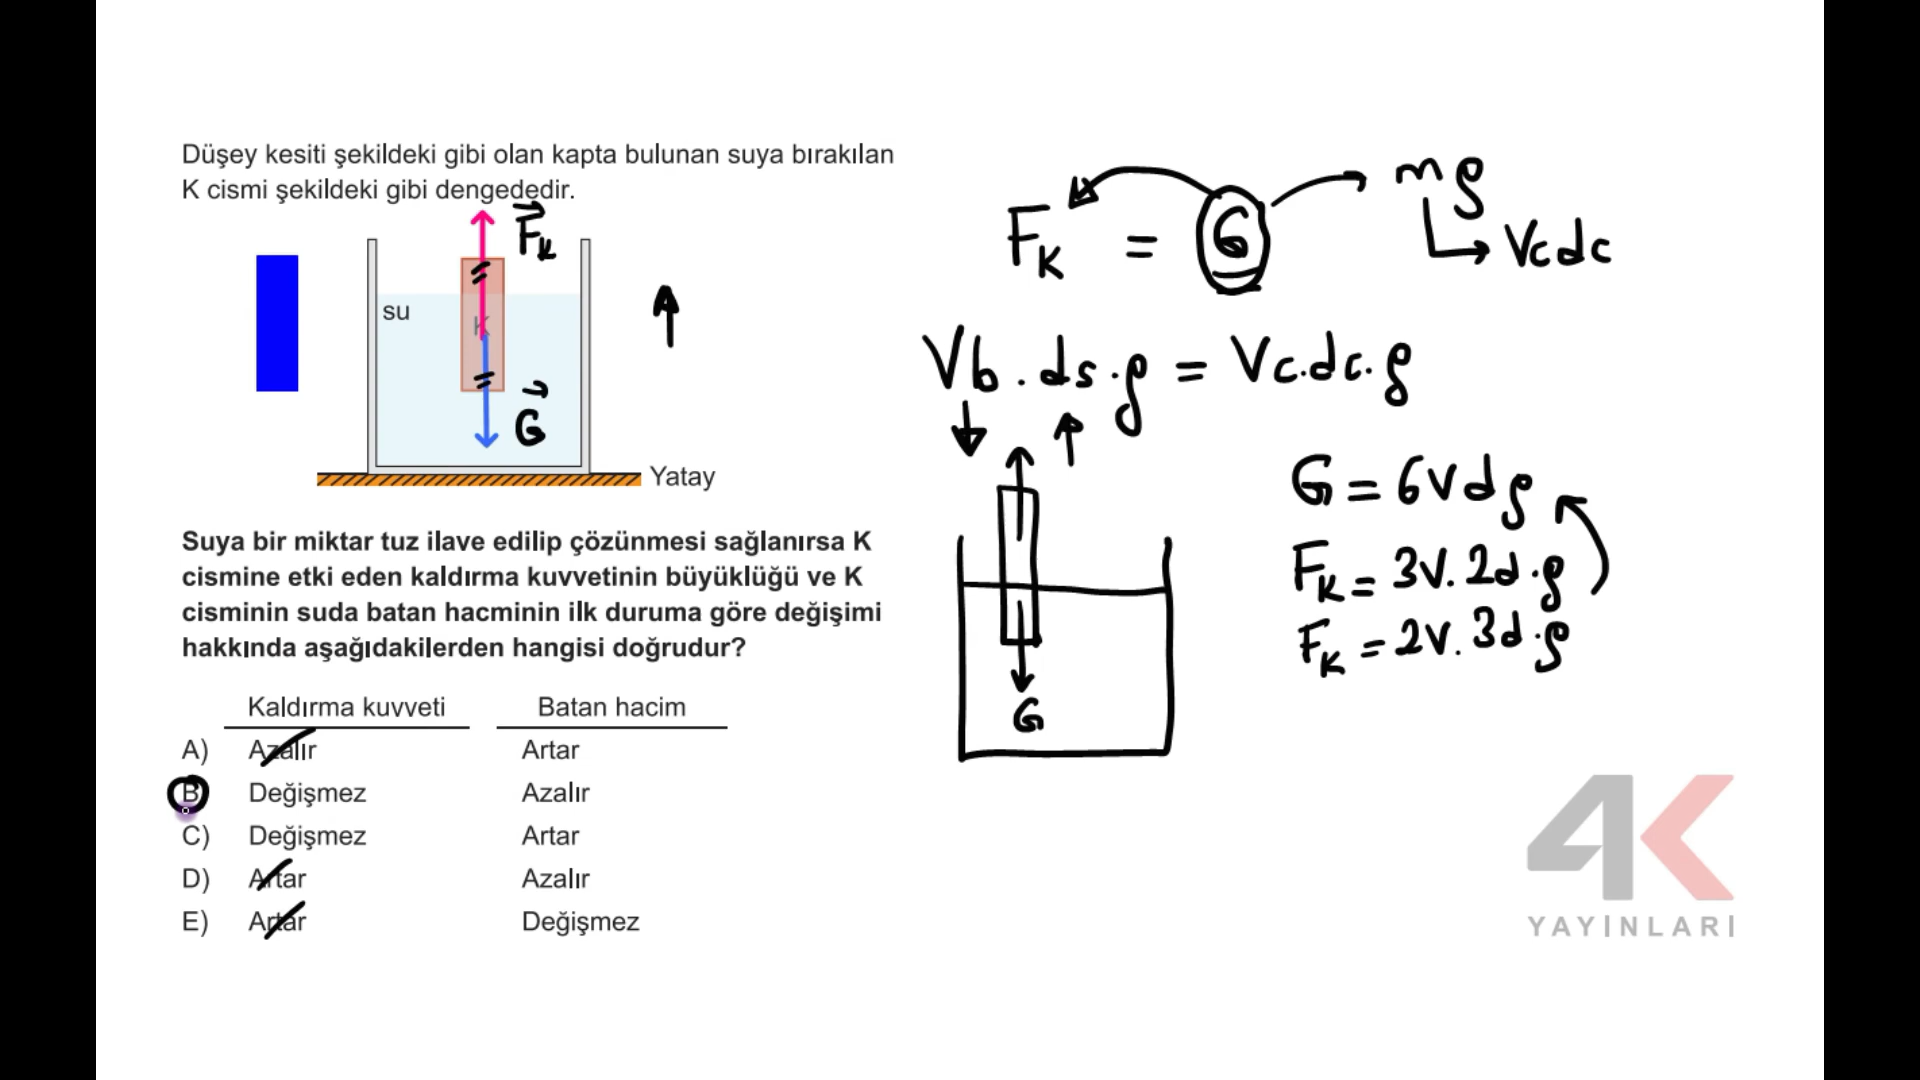 Düşey kesiti şekildeki gibi olan kapta bulunan suya bırakılan
K cismi şekildeki gibi dengededir.
F_K
su
K
G
Yatay
Suya bir miktar tuz ilave edilip çözünmesi sağlanırsa K
cismine etki eden kaldırma kuvvetinin büyüklüğü ve K
cisminin suda batan hacminin ilk duruma göre değişimi
hakkında aşağıdakilerden hangisi doğrudur?
Kaldırma kuvveti Batan hacim
A) Azalır Artar
B) Değişmez Azalır
C) Değişmez Artar
D) Artar Azalır
E) Artar Değişmez
F_K = G
mg
Vcdc
Vb.ds.g = Vc.dc.g
G
G = 6Vdg
F_K = 3V.2d.g
F_K = 2V.3d.g
4K
YAYINLARI